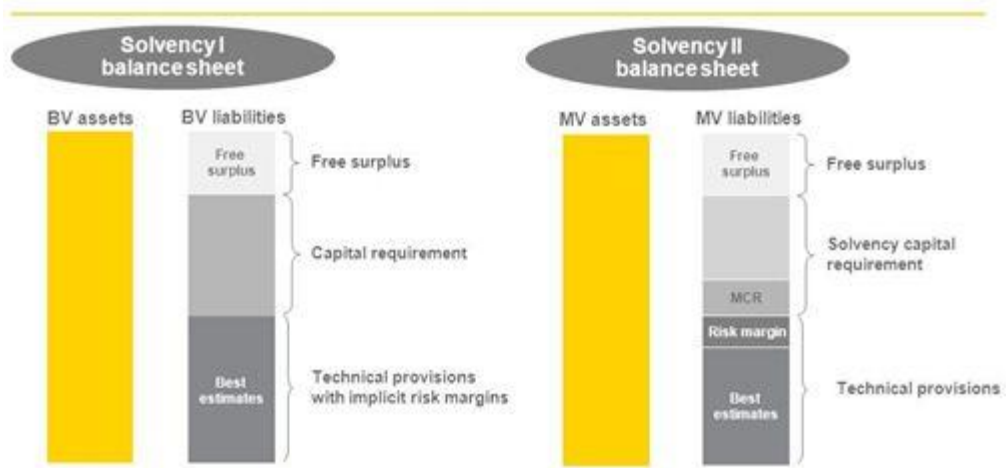 Solvency I
balance sheet
BV assets
BV liabilities
Free
surplus
Free surplus
Capital requirement
Best
estimates
Technical provisions
with implicit risk margins
Solvency II
balance sheet
MV assets
MV liabilities
Free
surplus
Free surplus
Solvency capital
requirement
MCR
Risk margin
Best
estimates
Technical provisions